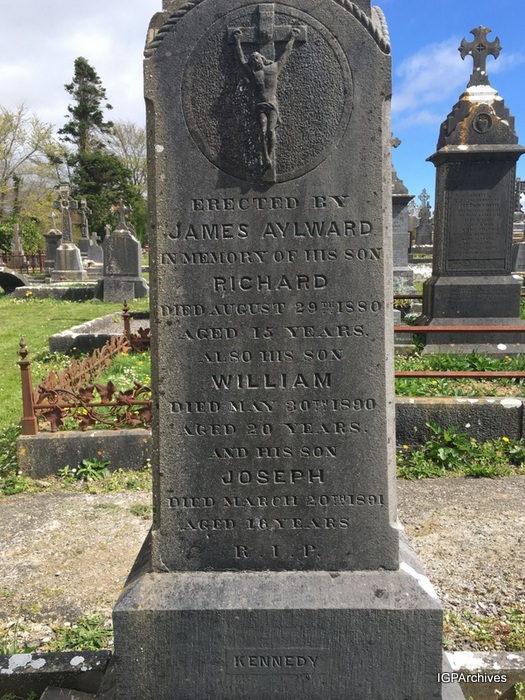 ERECTED BY
JAMES AYLWARD
IN MEMORY OF HIS SON
RICHARD
DIED AUGUST 29TH 1880
AGED 15 YEARS.
ALSO HIS SON
WILLIAM
DIED MAY 30TH 1890
AGED 20 YEARS.
AND HIS SON
JOSEPH
DIED MARCH 20TH 1891
AGED 16 YEARS
R.I.P.
KENNEDY
IGPArchives